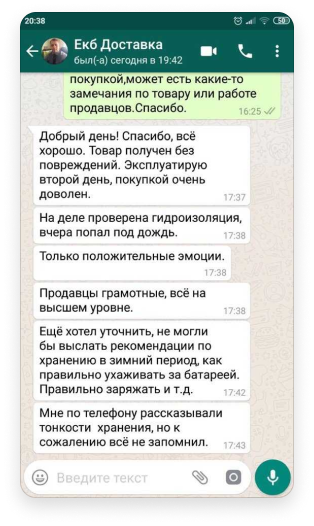 20:38
Екб Доставка
был(-а) сегодня в 19:42
покупкой,может есть какие-то
замечания по товару или работе
продавцов.Спасибо.
16:25
Добрый день! Спасибо, всё
хорошо. Товар получен без
повреждений. Эксплуатирую
второй день, покупкой очень
доволен.
17:37
На деле проверена гидроизоляция,
вчера попал под дождь.
17:38
Только положительные эмоции.
17:38
Продавцы грамотные, всё на
высшем уровне.
17:38
Ещё хотел уточнить, не могли
бы выслать рекомендации по
хранению в зимний период, как
правильно ухаживать за батареей.
Правильно заряжать и т.д.
17:42
Мне по телефону рассказывали
тонкости хранения, но к
сожалению всё не запомнил.
17:43
Введите текст